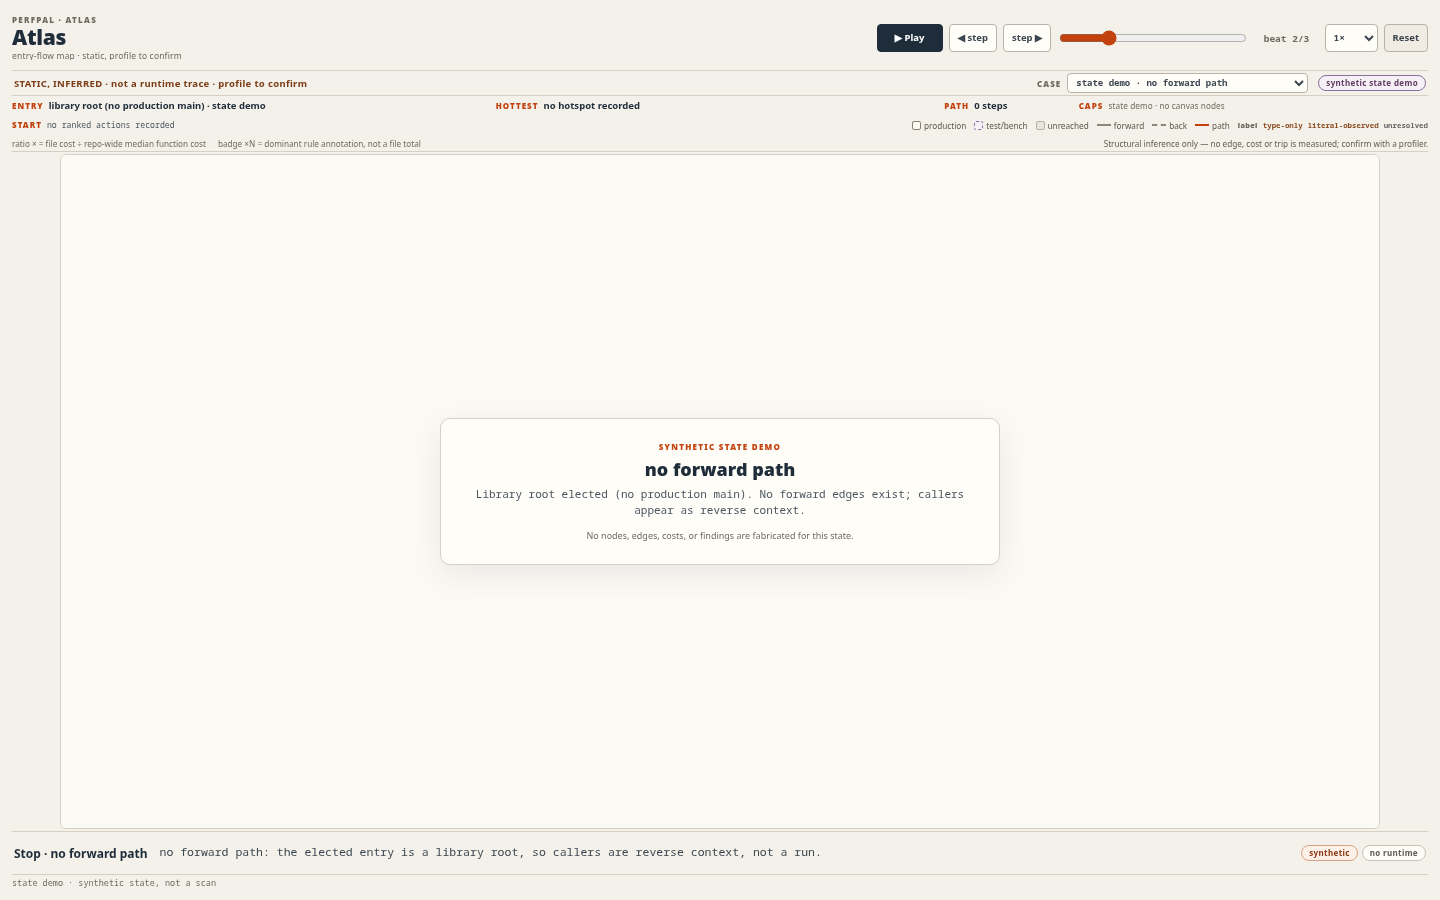 PERFPAL · ATLAS
Atlas
entry-flow map · static, profile to confirm
▶ Play ◀ step step ▶ beat 2/3 1× Reset
STATIC, INFERRED · not a runtime trace · profile to confirm
CASE state demo · no forward path synthetic state demo
ENTRY library root (no production main) · state demo HOTTEST no hotspot recorded PATH 0 steps CAPS state demo · no canvas nodes
START no ranked actions recorded
production test/bench unreached forward back path label type-only literal-observed unresolved
ratio × = file cost ÷ repo-wide median function cost badge ×N = dominant rule annotation, not a file total
Structural inference only — no edge, cost or trip is measured; confirm with a profiler.
SYNTHETIC STATE DEMO
no forward path
Library root elected (no production main). No forward edges exist; callers
appear as reverse context.
No nodes, edges, costs, or findings are fabricated for this state.
Stop · no forward path no forward path: the elected entry is a library root, so callers are reverse context, not a run.
synthetic no runtime
state demo · synthetic state, not a scan